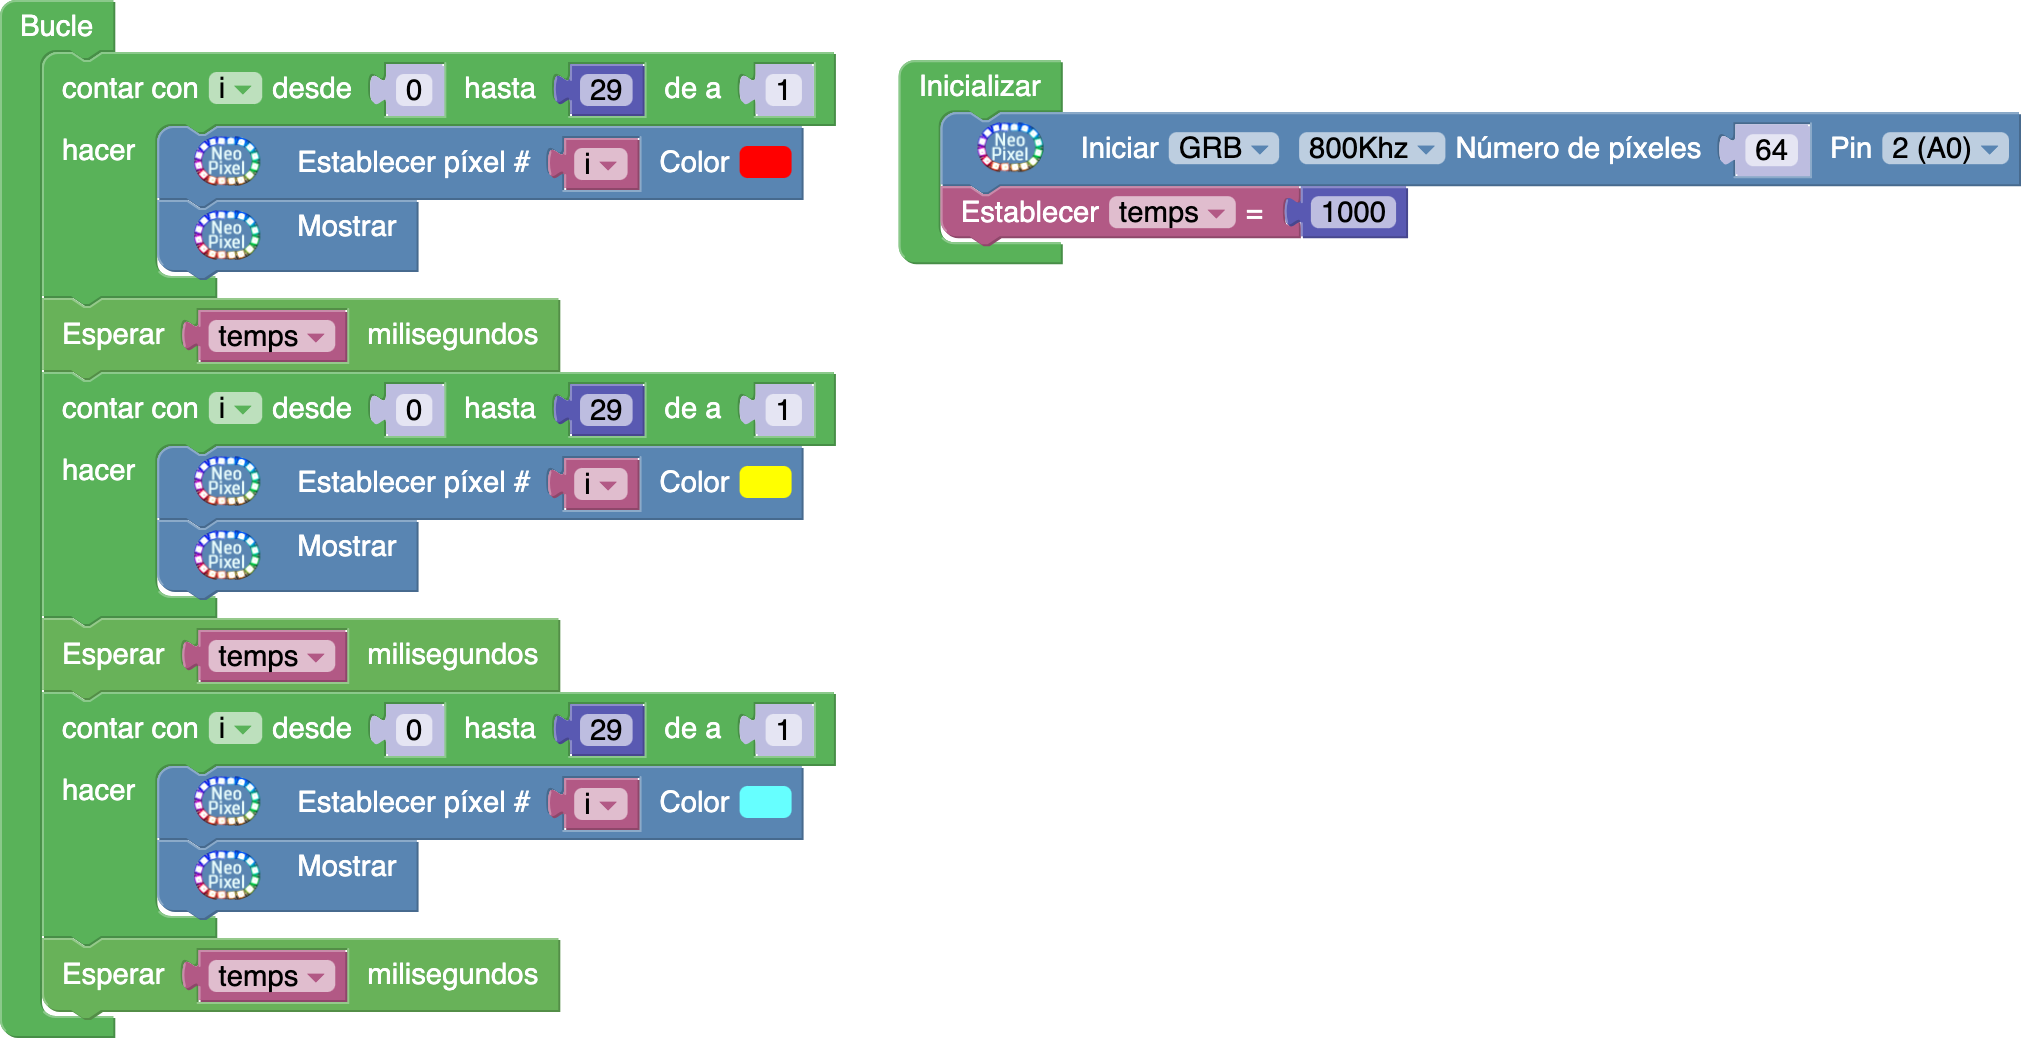 Bucle
contar con i desde 0 hasta 29 de a 1
hacer
Neo Pixel Establecer píxel # i Color
Neo Pixel Mostrar
Esperar temps milisegundos
contar con i desde 0 hasta 29 de a 1
hacer
Neo Pixel Establecer píxel # i Color
Neo Pixel Mostrar
Esperar temps milisegundos
contar con i desde 0 hasta 29 de a 1
hacer
Neo Pixel Establecer píxel # i Color
Neo Pixel Mostrar
Esperar temps milisegundos
Inicializar
Neo Pixel Iniciar GRB 800Khz Número de píxeles 64 Pin 2 (A0)
Establecer temps = 1000